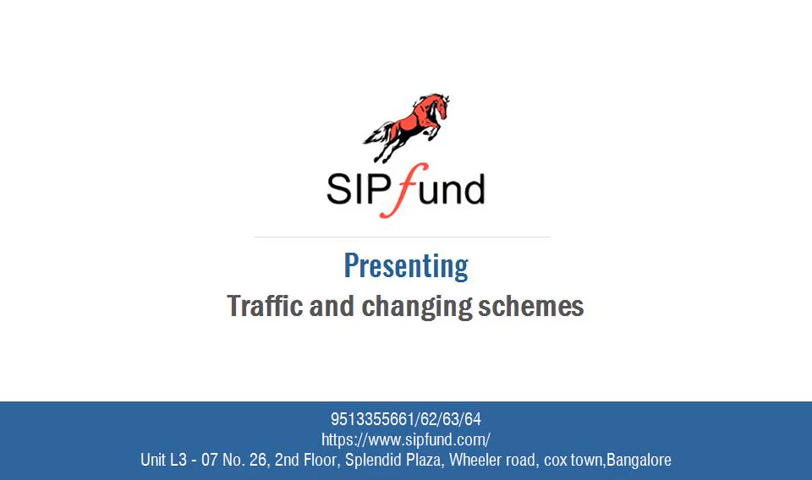 SIPfund
Presenting
Traffic and changing schemes
9513355661/62/63/64
https://www.sipfund.com/
Unit L3 - 07 No. 26, 2nd Floor, Splendid Plaza, Wheeler road, cox town,Bangalore